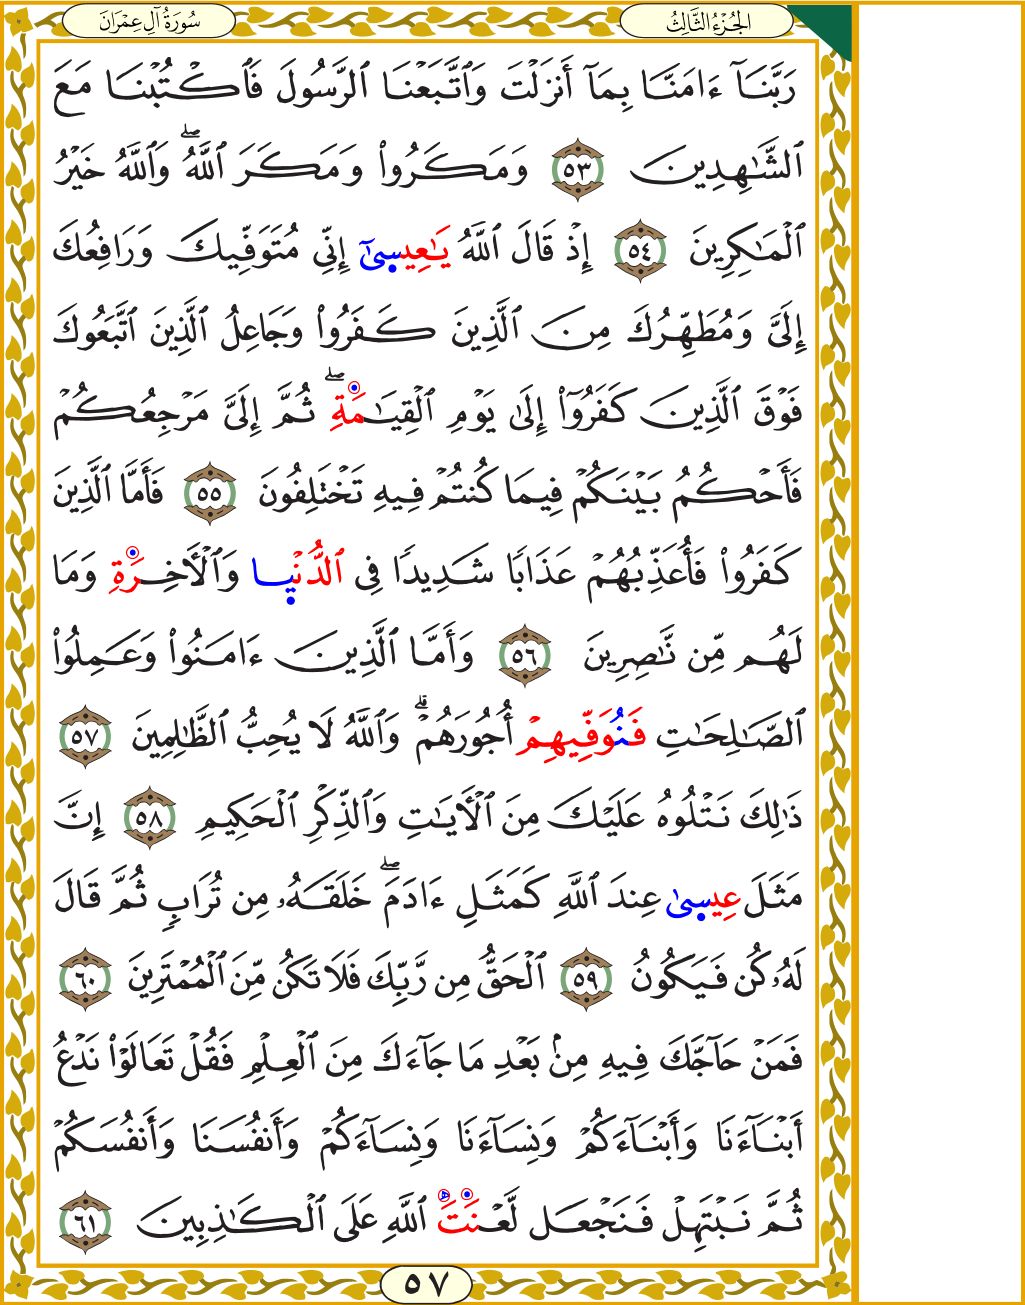 سُورَةُ آلِ عِمْرَانَ
الجُزْءُ الثَّالِثُ
رَبَّنَآ ءَامَنَّا بِمَآ أَنزَلْتَ وَٱتَّبَعْنَا ٱلرَّسُولَ فَٱكْتُبْنَا مَعَ
ٱلشَّـٰهِدِينَ ٥٣ وَمَكَرُوا۟ وَمَكَرَ ٱللَّهُ ۖ وَٱللَّهُ خَيْرُ
ٱلْمَـٰكِرِينَ ٥٤ إِذْ قَالَ ٱللَّهُ يَـٰعِيسَىٰٓ إِنِّى مُتَوَفِّيكَ وَرَافِعُكَ
إِلَىَّ وَمُطَهِّرُكَ مِنَ ٱلَّذِينَ كَفَرُوا۟ وَجَاعِلُ ٱلَّذِينَ ٱتَّبَعُوكَ
فَوْقَ ٱلَّذِينَ كَفَرُوٓا۟ إِلَىٰ يَوْمِ ٱلْقِيَـٰمَةِ ۖ ثُمَّ إِلَىَّ مَرْجِعُكُمْ
فَأَحْكُمُ بَيْنَكُمْ فِيمَا كُنتُمْ فِيهِ تَخْتَلِفُونَ ٥٥ فَأَمَّا ٱلَّذِينَ
كَفَرُوا۟ فَأُعَذِّبُهُمْ عَذَابًا شَدِيدًا فِى ٱلدُّنْيا وَٱلْـَٔاخِرَةِ وَمَا
لَهُم مِّن نَّـٰصِرِينَ ٥٦ وَأَمَّا ٱلَّذِينَ ءَامَنُوا۟ وَعَمِلُوا۟
ٱلصَّـٰلِحَـٰتِ فَنُوَفِّيهِمْ أُجُورَهُمْ ۗ وَٱللَّهُ لَا يُحِبُّ ٱلظَّـٰلِمِينَ ٥٧
ذَٰلِكَ نَتْلُوهُ عَلَيْكَ مِنَ ٱلْـَٔايَـٰتِ وَٱلذِّكْرِ ٱلْحَكِيمِ ٥٨ إِنَّ
مَثَلَ عِيسَىٰ عِندَ ٱللَّهِ كَمَثَلِ ءَادَمَ ۖ خَلَقَهُۥ مِن تُرَابٍ ثُمَّ قَالَ
لَهُۥ كُن فَيَكُونُ ٥٩ ٱلْحَقُّ مِن رَّبِّكَ فَلَا تَكُن مِّنَ ٱلْمُمْتَرِينَ ٦٠
فَمَنْ حَآجَّكَ فِيهِ مِنۢ بَعْدِ مَا جَآءَكَ مِنَ ٱلْعِلْمِ فَقُلْ تَعَالَوْا۟ نَدْعُ
أَبْنَآءَنَا وَأَبْنَآءَكُمْ وَنِسَآءَنَا وَنِسَآءَكُمْ وَأَنفُسَنَا وَأَنفُسَكُمْ
ثُمَّ نَبْتَهِلْ فَنَجْعَل لَّعْنَتَ ٱللَّهِ عَلَى ٱلْكَـٰذِبِينَ ٦١
٥٧